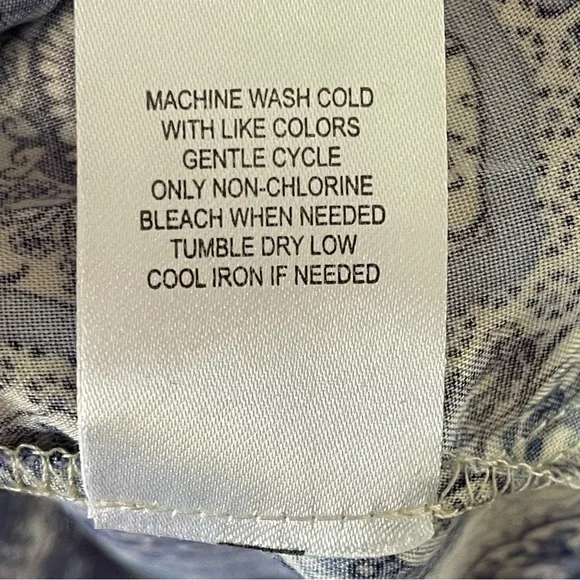 MACHINE WASH COLD
WITH LIKE COLORS
GENTLE CYCLE
ONLY NON-CHLORINE
BLEACH WHEN NEEDED
TUMBLE DRY LOW
COOL IRON IF NEEDED